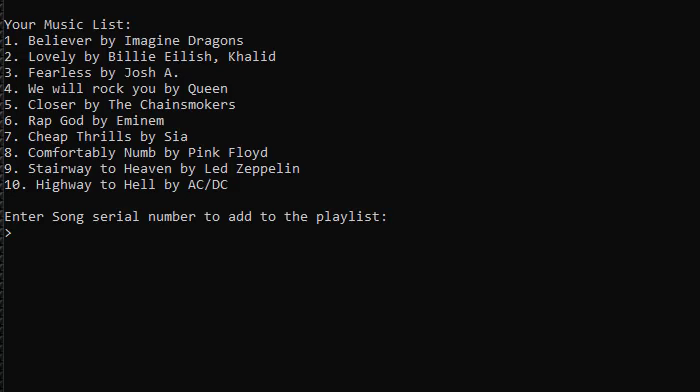 Your Music List:
1. Believer by Imagine Dragons
2. Lovely by Billie Eilish, Khalid
3. Fearless by Josh A.
4. We will rock you by Queen
5. Closer by The Chainsmokers
6. Rap God by Eminem
7. Cheap Thrills by Sia
8. Comfortably Numb by Pink Floyd
9. Stairway to Heaven by Led Zeppelin
10. Highway to Hell by AC/DC
Enter Song serial number to add to the playlist:
>